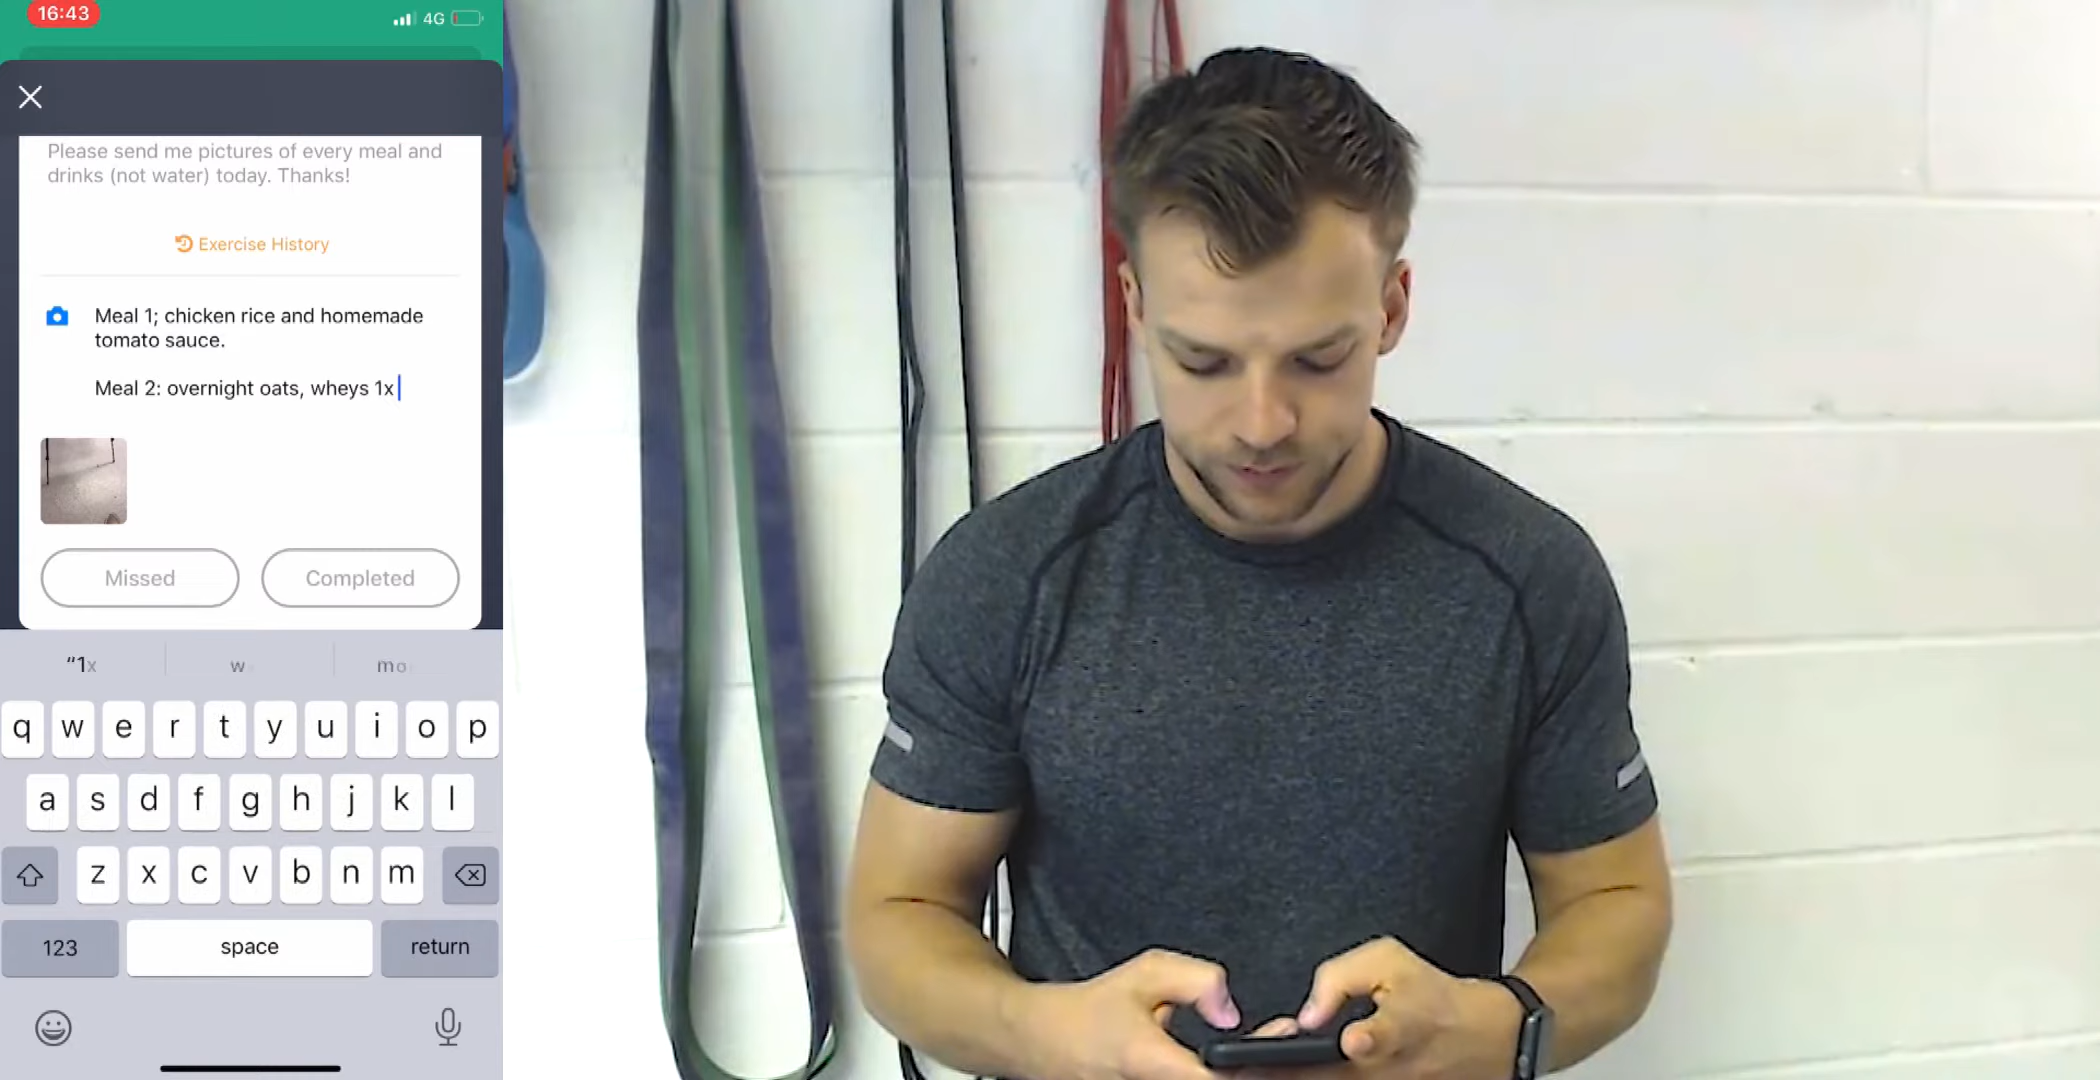 16:43
4G
Please send me pictures of every meal and
drinks (not water) today. Thanks!
Exercise History
Meal 1; chicken rice and homemade
tomato sauce.
Meal 2: overnight oats, wheys 1x
Missed Completed
"1x w mo
q w e r t y u i o p
a s d f g h j k l
z x c v b n m
123 space return